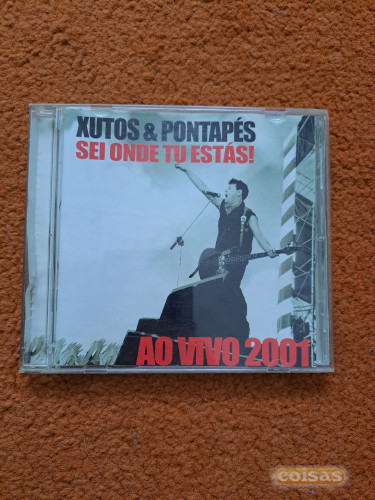 XUTOS & PONTAPÉS
SEI ONDE TU ESTÁS!
AO VIVO 2001
coisas